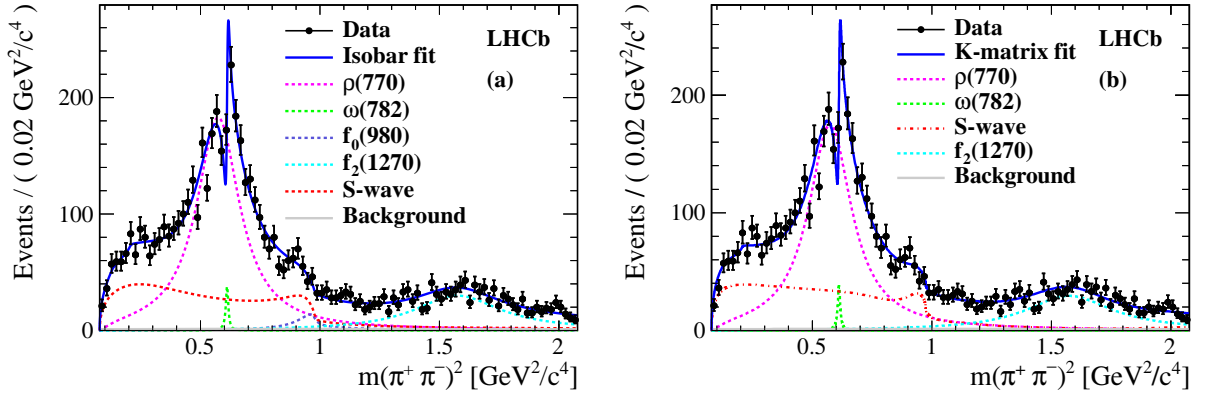 Events / ( 0.02 GeV²/c⁴)
200
100
0
0.5
1
1.5
2
m(π⁺ π⁻)² [GeV²/c⁴]
Data
Isobar fit
ρ(770)
ω(782)
f₀(980)
f₂(1270)
S-wave
Background
LHCb
(a)
Events / ( 0.02 GeV²/c⁴)
200
100
0
0.5
1
1.5
2
m(π⁺ π⁻)² [GeV²/c⁴]
Data
K-matrix fit
ρ(770)
ω(782)
S-wave
f₂(1270)
Background
LHCb
(b)